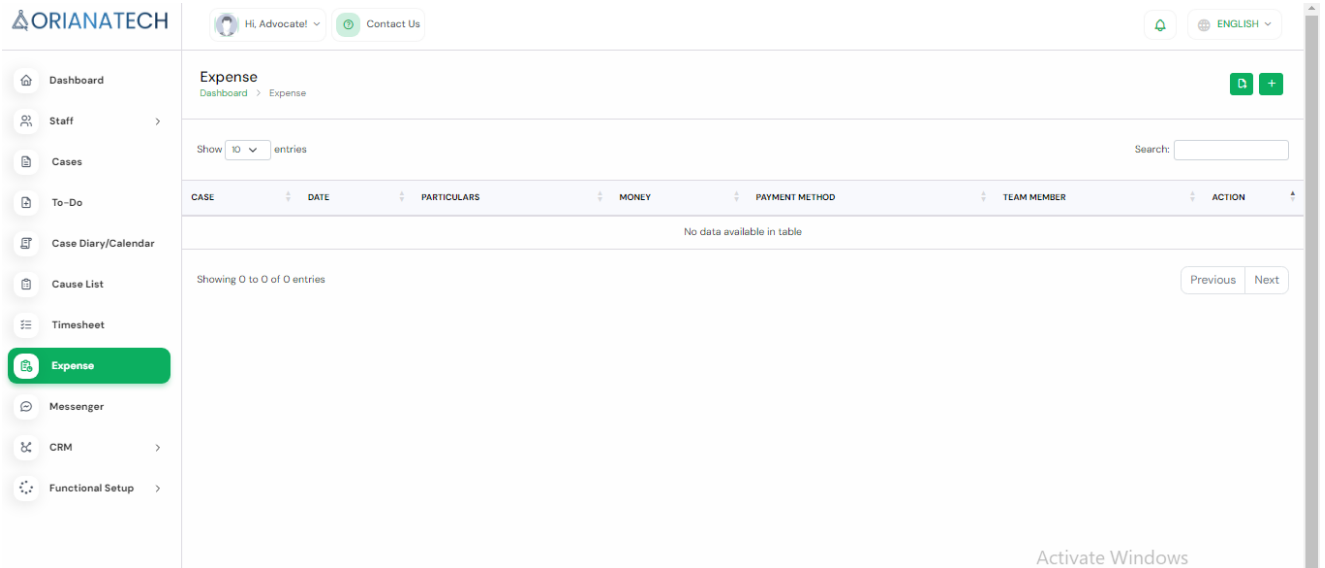 ORIANATECH
Hi, Advocate!
Contact Us
ENGLISH
Dashboard
Staff
Cases
To-Do
Case Diary/Calendar
Cause List
Timesheet
Expense
Messenger
CRM
Functional Setup
Expense
Dashboard > Expense
Show 10 entries
Search:
CASE DATE PARTICULARS MONEY PAYMENT METHOD TEAM MEMBER ACTION
No data available in table
Showing 0 to 0 of 0 entries
Previous Next
Activate Windows